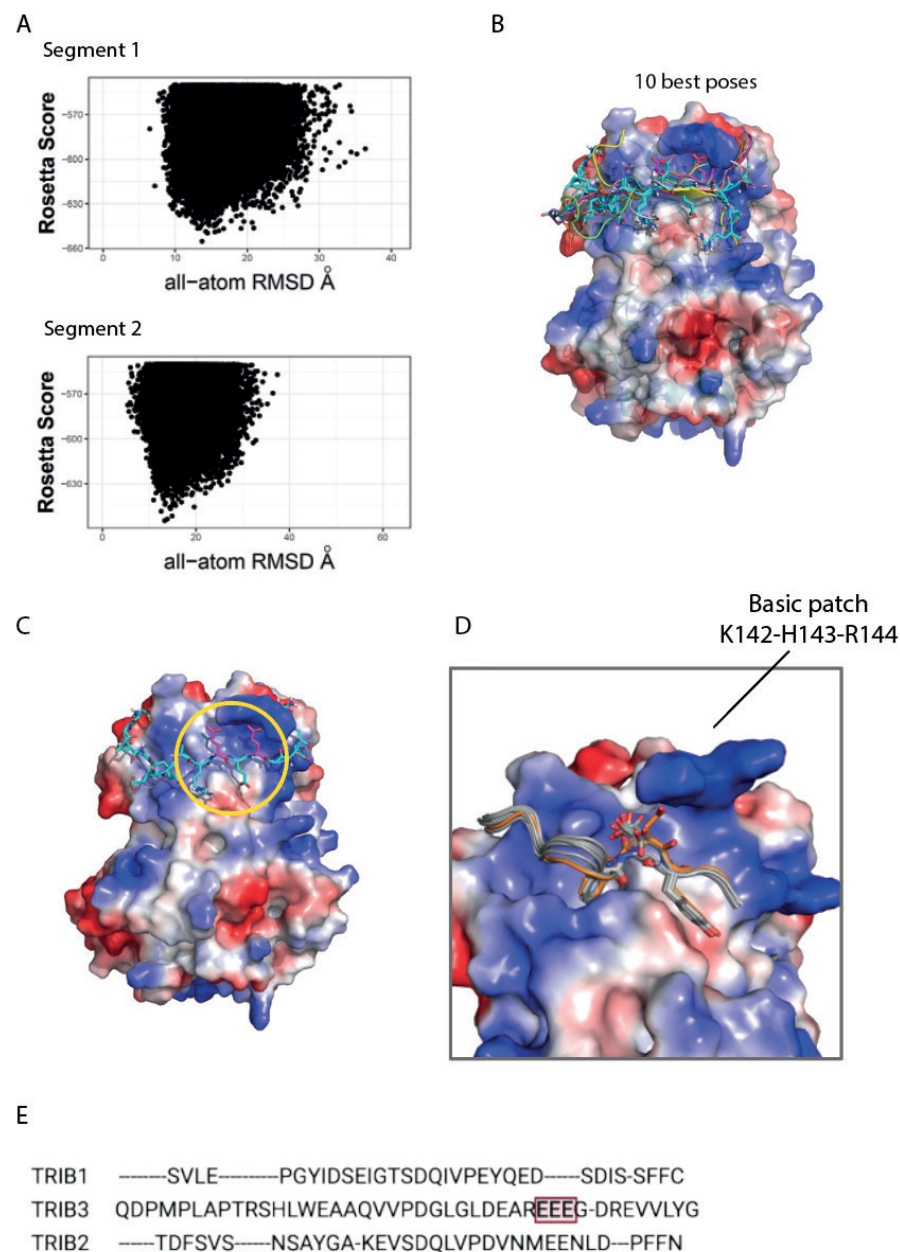 A
Segment 1
Rosetta Score
−570
−600
−630
−660
0
10
20
30
40
all−atom RMSD Å
Segment 2
Rosetta Score
−570
−600
−630
0
20
40
60
all−atom RMSD Å
B
10 best poses
C
D
Basic patch
K142-H143-R144
E
TRIB1 -------SVLE---------PGYIDSEIGTSDQIVPEYQED-----SDIS-SFFC
TRIB3 QDPMPLAPTRSHLWEAAQVVPDGLGLDEAREEEG-DREVVLYG
TRIB2 -----TDFSVS----NSAYGA-KEVSDQLVPDVNMEENLD---PFFN